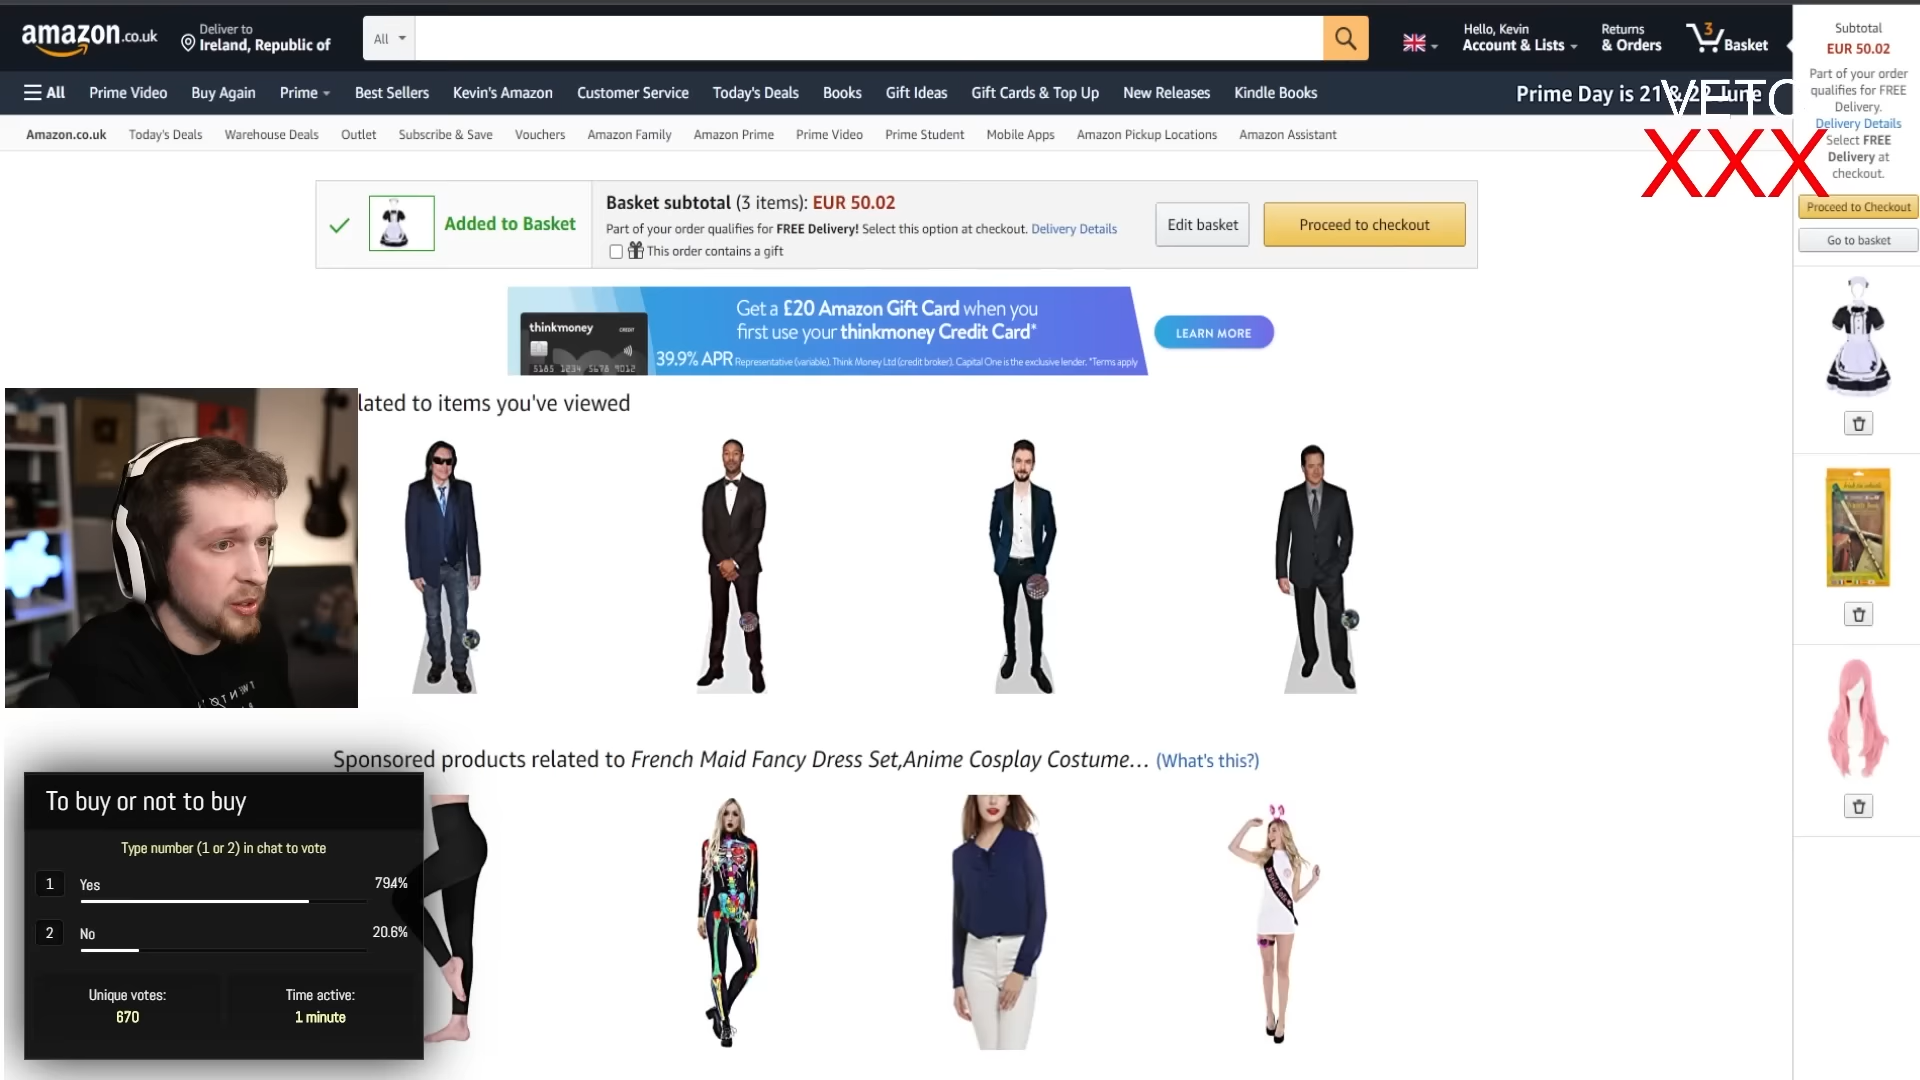 amazon.co.uk
Deliver to
Ireland, Republic of
All
Hello, Kevin
Account & Lists
Returns
& Orders
3
Basket
All
Prime Video
Buy Again
Prime
Best Sellers
Kevin's Amazon
Customer Service
Today's Deals
Books
Gift Ideas
Gift Cards & Top Up
New Releases
Kindle Books
Prime Day is 21 & 22 June
VETO
XXX
Amazon.co.uk
Today's Deals
Warehouse Deals
Outlet
Subscribe & Save
Vouchers
Amazon Family
Amazon Prime
Prime Video
Prime Student
Mobile Apps
Amazon Pickup Locations
Amazon Assistant
Subtotal
EUR 50.02
Part of your order
qualifies for FREE
Delivery.
Delivery Details
Select FREE
Delivery at
checkout.
Proceed to Checkout
Go to basket
Added to Basket
Basket subtotal (3 items): EUR 50.02
Part of your order qualifies for FREE Delivery! Select this option at checkout. Delivery Details
This order contains a gift
Edit basket
Proceed to checkout
thinkmoney
CREDIT
5185 1234 5678 9012
Get a £20 Amazon Gift Card when you
first use your thinkmoney Credit Card*
39.9% APR Representative (variable). Think Money Ltd (credit broker). Capital One is the exclusive lender. *Terms apply
LEARN MORE
lated to items you've viewed
Sponsored products related to French Maid Fancy Dress Set,Anime Cosplay Costume… (What's this?)
To buy or not to buy
Type number (1 or 2) in chat to vote
1
Yes
79.4%
2
No
20.6%
Unique votes:
670
Time active:
1 minute